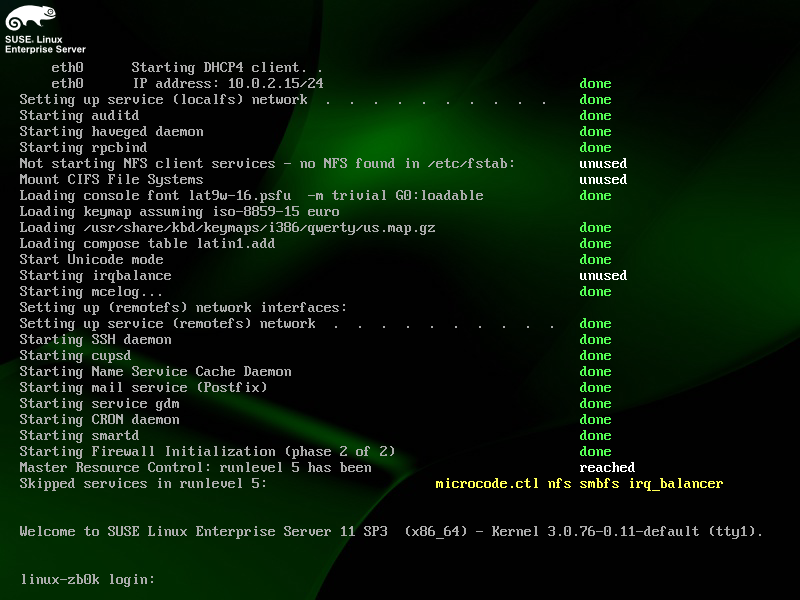 SUSE. Linux
Enterprise Server
eth0 Starting DHCP4 client. .
eth0 IP address: 10.0.2.15/24 done
Setting up service (localfs) network . . . . . . . . . . done
Starting auditd done
Starting haveged daemon done
Starting rpcbind done
Not starting NFS client services - no NFS found in /etc/fstab: unused
Mount CIFS File Systems unused
Loading console font lat9w-16.psfu -m trivial G0:loadable done
Loading keymap assuming iso-8859-15 euro
Loading /usr/share/kbd/keymaps/i386/qwerty/us.map.gz done
Loading compose table latin1.add done
Start Unicode mode done
Starting irqbalance unused
Starting mcelog... done
Setting up (remotefs) network interfaces:
Setting up service (remotefs) network . . . . . . . . . . done
Starting SSH daemon done
Starting cupsd done
Starting Name Service Cache Daemon done
Starting mail service (Postfix) done
Starting service gdm done
Starting CRON daemon done
Starting smartd done
Starting Firewall Initialization (phase 2 of 2) done
Master Resource Control: runlevel 5 has been reached
Skipped services in runlevel 5: microcode.ctl nfs smbfs irq_balancer
Welcome to SUSE Linux Enterprise Server 11 SP3 (x86_64) - Kernel 3.0.76-0.11-default (tty1).
linux-zb0k login: